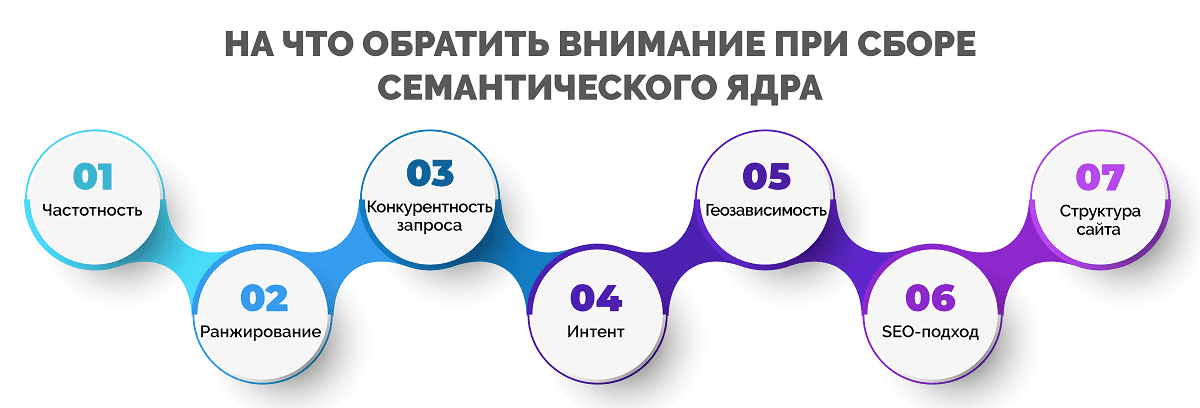 НА ЧТО ОБРАТИТЬ ВНИМАНИЕ ПРИ СБОРЕ
СЕМАНТИЧЕСКОГО ЯДРА
01
Частотность
02
Ранжирование
03
Конкурентность
запроса
04
Интент
05
Геозависимость
06
SEO-подход
07
Структура
сайта